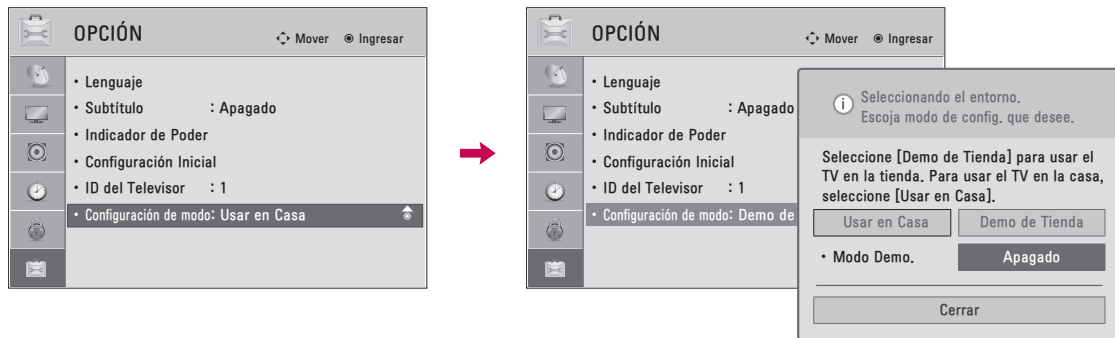 OPCIÓN
Mover
Ingresar
• Lenguaje
• Subtítulo : Apagado
• Indicador de Poder
• Configuración Inicial
• ID del Televisor : 1
• Configuración de modo: Usar en Casa
OPCIÓN
Mover
Ingresar
• Lenguaje
• Subtítulo : Apagado
• Indicador de Poder
• Configuración Inicial
• ID del Televisor : 1
• Configuración de modo: Demo de
i
Seleccionando el entorno.
Escoja modo de config. que desee.
Seleccione [Demo de Tienda] para usar el
TV en la tienda. Para usar el TV en la casa,
seleccione [Usar en Casa].
Usar en Casa
Demo de Tienda
• Modo Demo.
Apagado
Cerrar